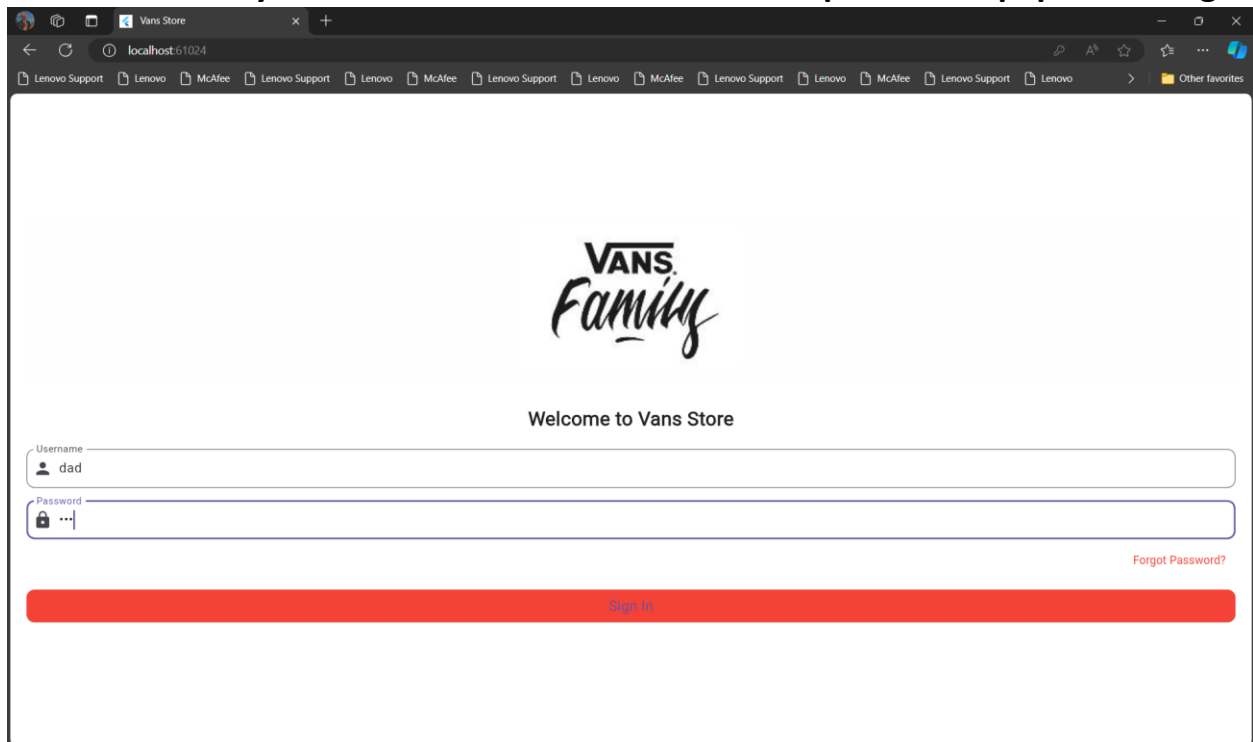 Vans Store
localhost:61024
Lenovo Support Lenovo McAfee Lenovo Support Lenovo McAfee Lenovo Support Lenovo McAfee Lenovo Support Lenovo McAfee Lenovo Support Lenovo Other favorites
VANS
Family
Welcome to Vans Store
Username
dad
Password
Forgot Password?
Sign In